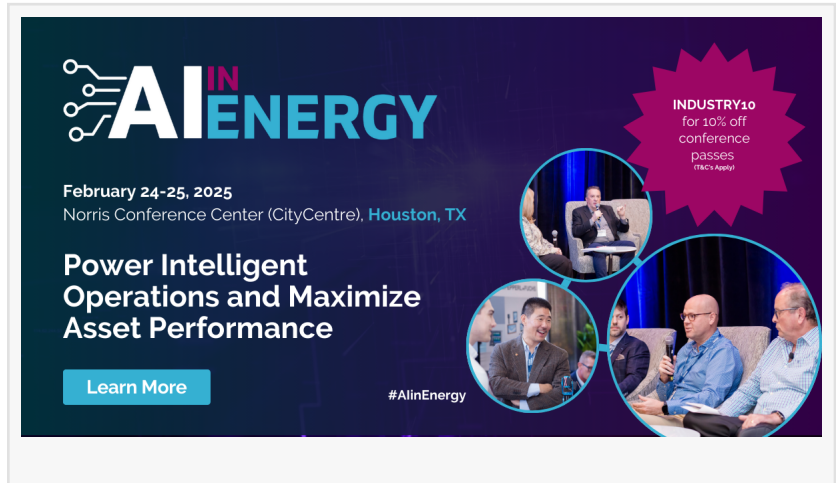 AI IN ENERGY
February 24-25, 2025
Norris Conference Center (CityCentre), Houston, TX
Power Intelligent
Operations and Maximize
Asset Performance
Learn More
#AIinEnergy
INDUSTRY10
for 10% off
conference
passes
(T&C's Apply)